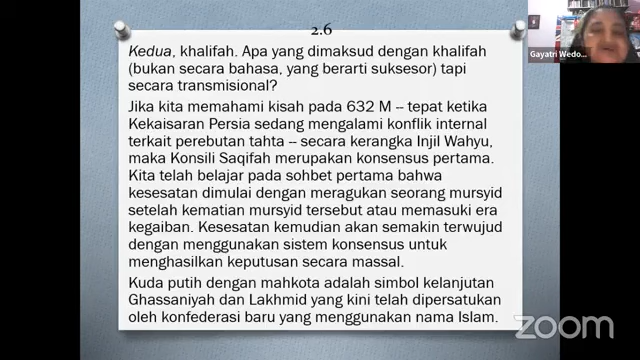 2.6
Gayatri Wedo...
Kedua, khalifah. Apa yang dimaksud dengan khalifah
(bukan secara bahasa, yang berarti suksesor) tapi
secara transmisional?
Jika kita memahami kisah pada 632 M -- tepat ketika
Kekaisaran Persia sedang mengalami konflik internal
terkait perebutan tahta -- secara kerangka Injil Wahyu,
maka Konsili Saqifah merupakan konsensus pertama.
Kita telah belajar pada sohbet pertama bahwa
kesesatan dimulai dengan meragukan seorang mursyid
setelah kematian mursyid tersebut atau memasuki era
kegaiban. Kesesatan kemudian akan semakin terwujud
dengan menggunakan sistem konsensus untuk
menghasilkan keputusan secara massal.
Kuda putih dengan mahkota adalah simbol kelanjutan
Ghassaniyah dan Lakhmid yang kini telah dipersatukan
oleh konfederasi baru yang menggunakan nama Islam.
zoom